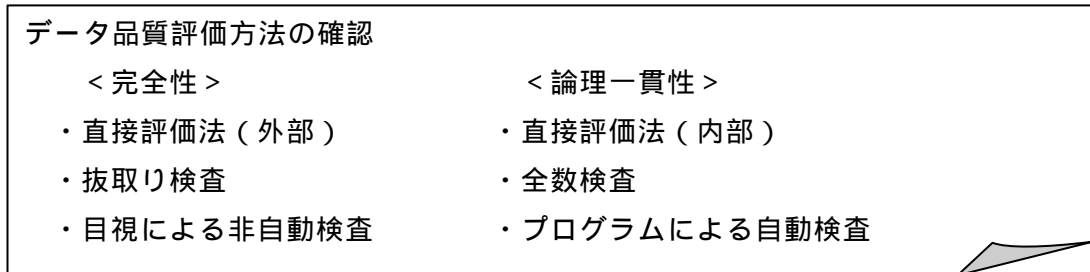 データ品質評価方法の確認
＜完全性＞ ＜論理一貫性＞
・直接評価法（外部） ・直接評価法（内部）
・抜取り検査 ・全数検査
・目視による非自動検査 ・プログラムによる自動検査